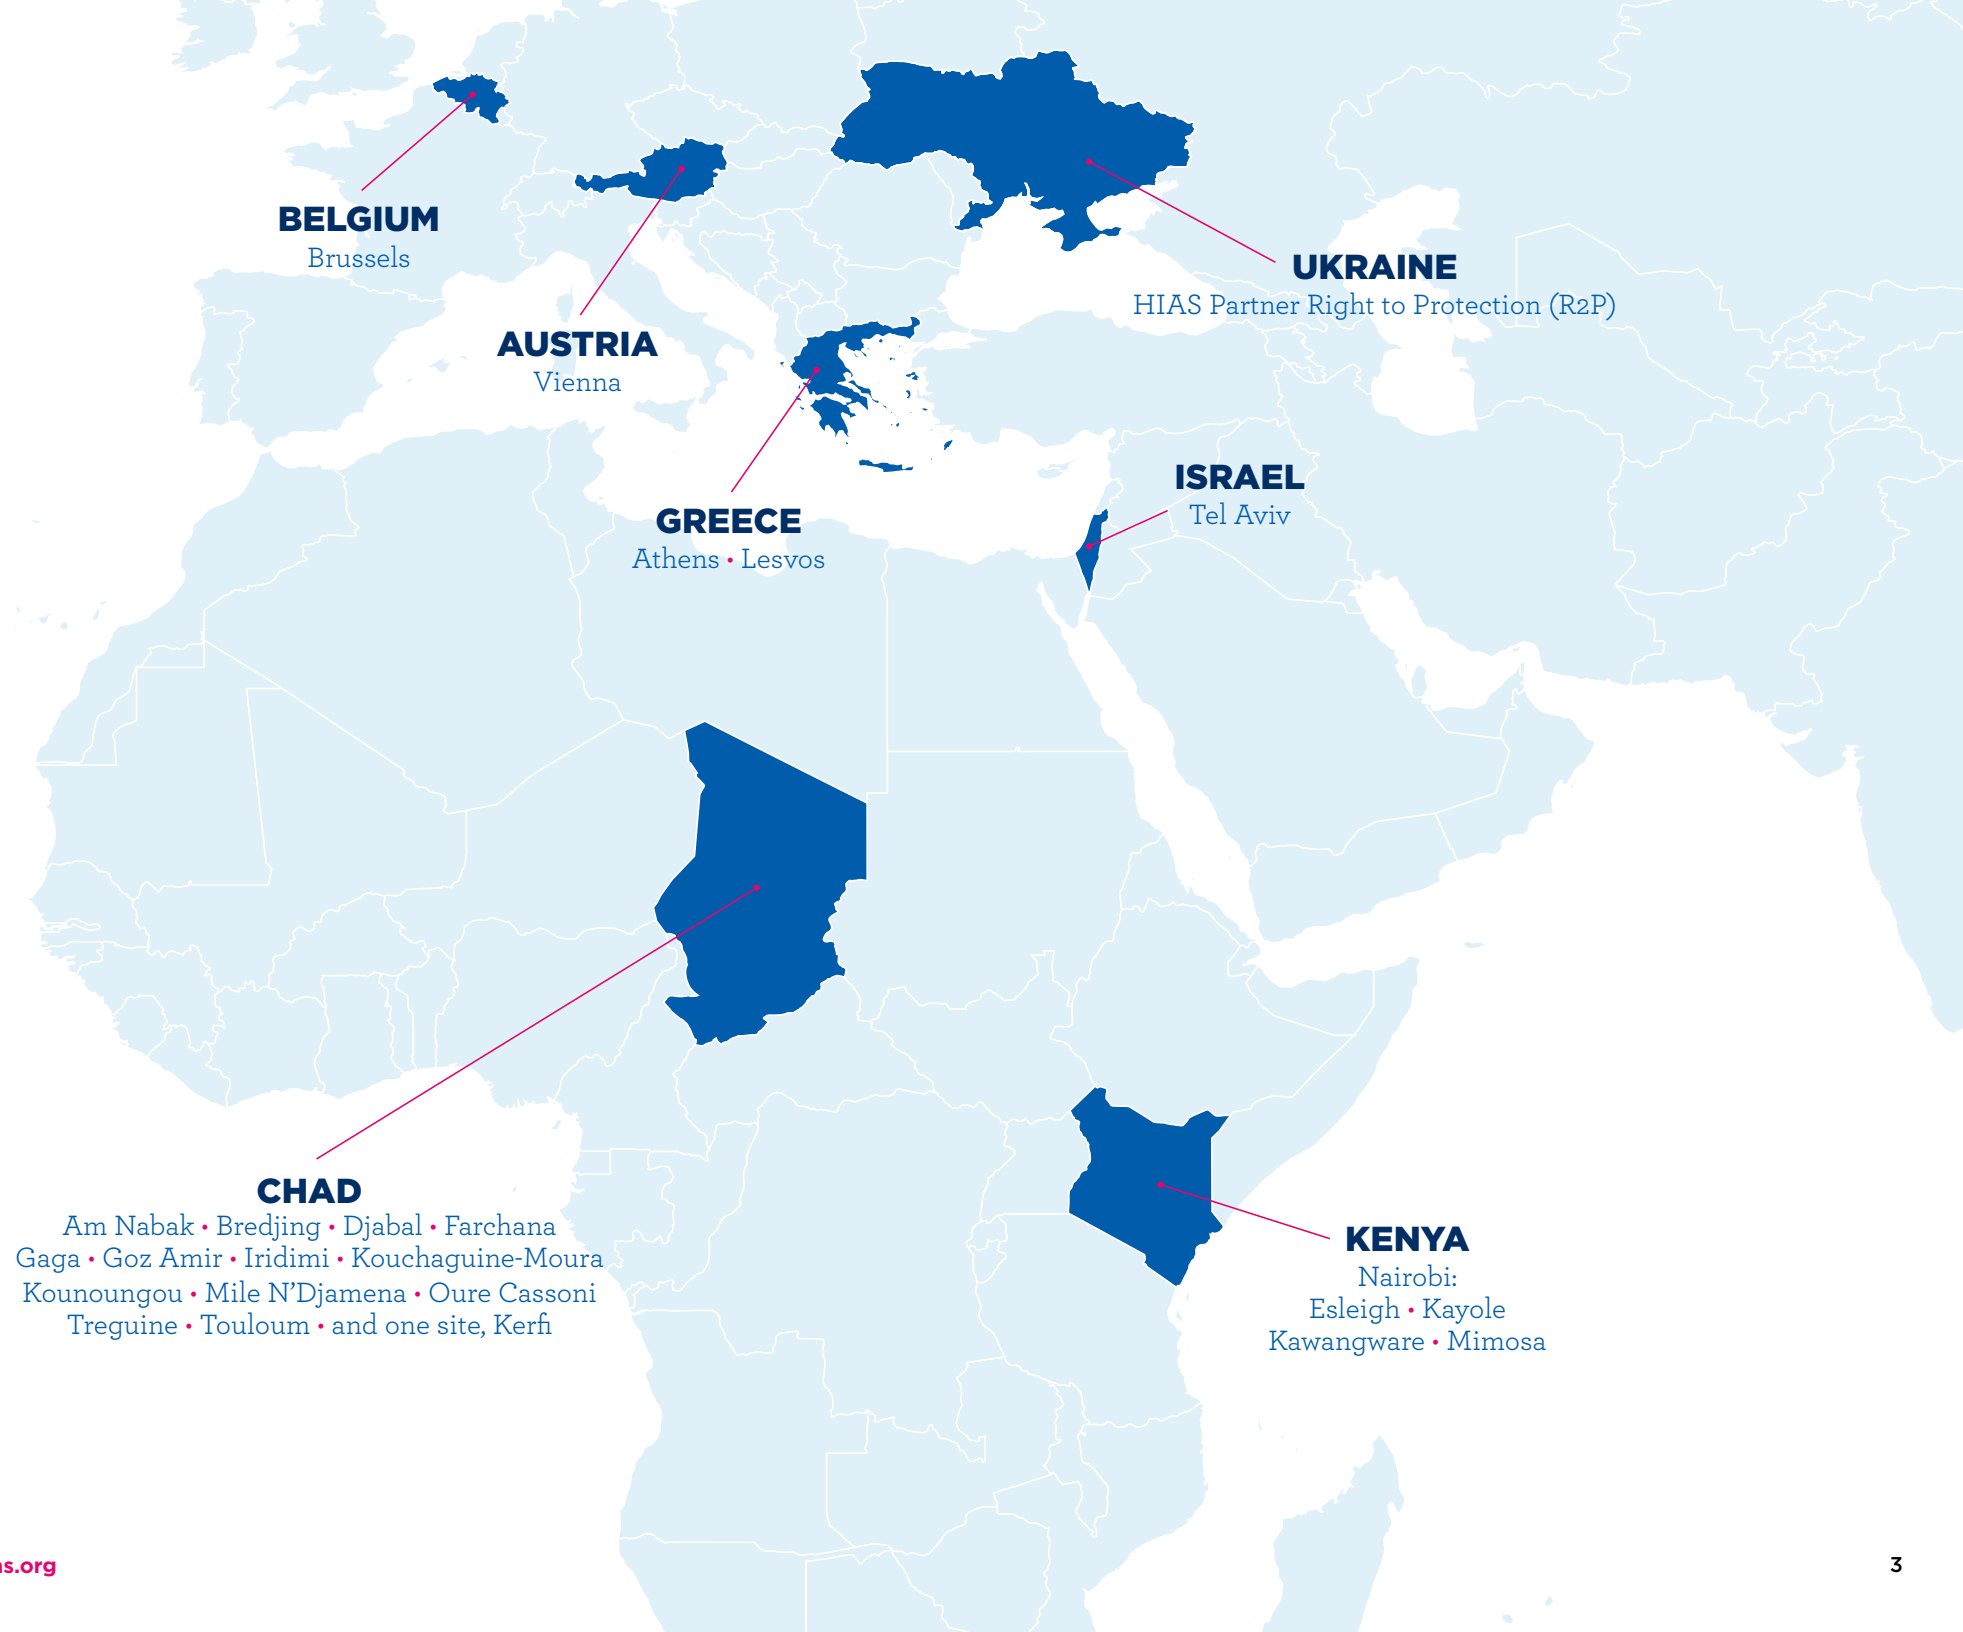 BELGIUM
Brussels
AUSTRIA
Vienna
UKRAINE
HIAS Partner Right to Protection (R2P)
GREECE
Athens • Lesvos
ISRAEL
Tel Aviv
CHAD
Am Nabak • Bredjing • Djabal • Farchana
Gaga • Goz Amir • Iridimi • Kouchaguine-Moura
Kounoungou • Mile N’Djamena • Oure Cassoni
Treguine • Touloum • and one site, Kerfi
KENYA
Nairobi:
Esleigh • Kayole
Kawangware • Mimosa
s.org
3